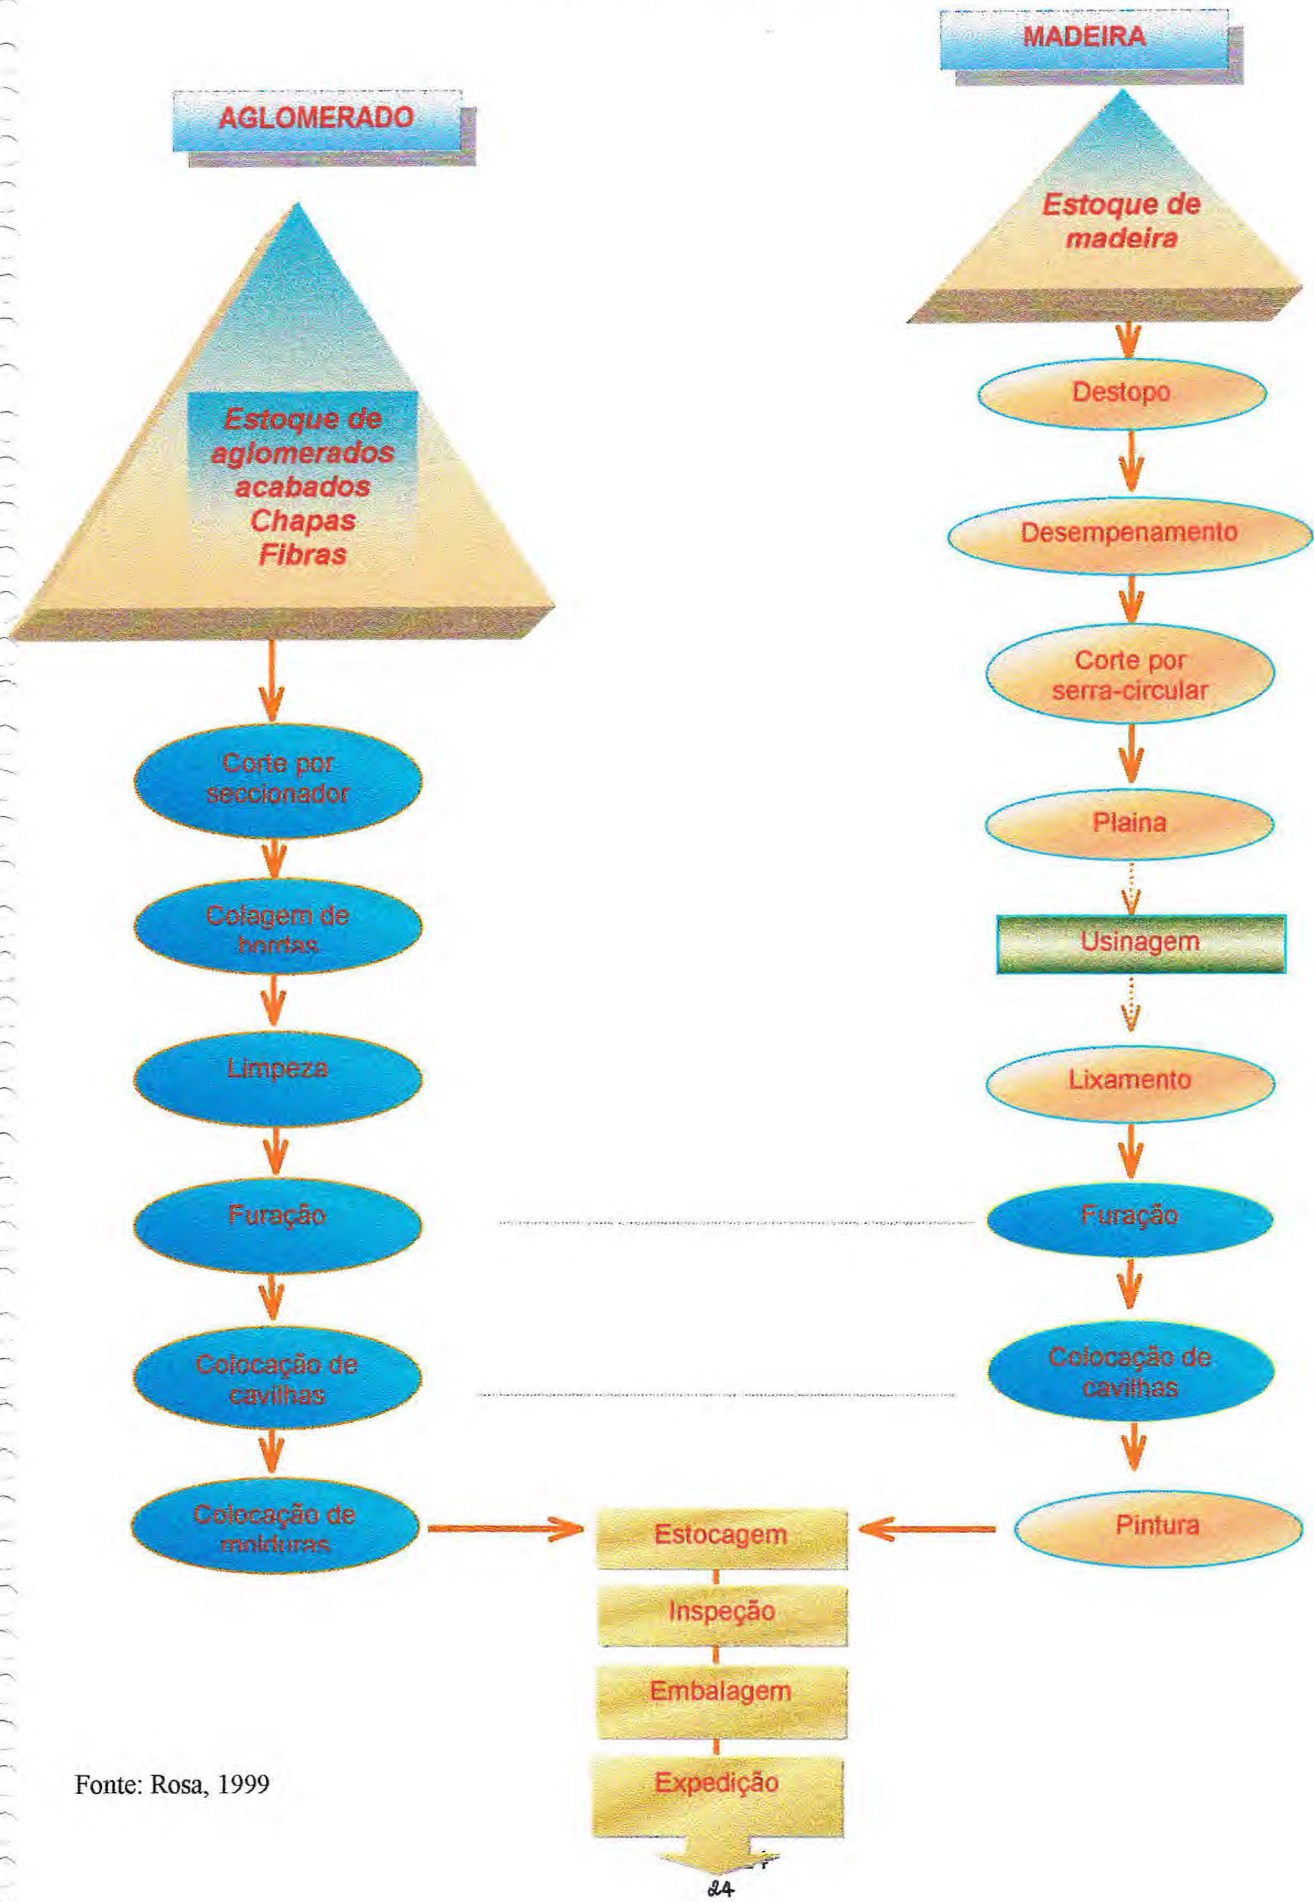 AGLOMERADO
Estoque de
aglomerados
acabados
Chapas
Fibras
Corte por
seccionador
Colagem de
bordas
Limpeza
Furação
Colocação de
cavilhas
Colocação de
molduras
MADEIRA
Estoque de
madeira
Destopo
Desempenamento
Corte por
serra-circular
Plaina
Usinagem
Lixamento
Furação
Colocação de
cavilhas
Pintura
Estocagem
Inspeção
Embalagem
Expedição
Fonte: Rosa, 1999
24